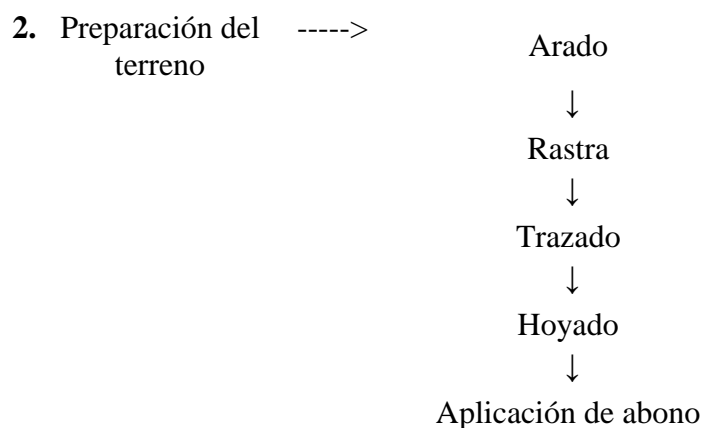 2. Preparación del -----> Arado
terreno
↓
Rastra
↓
Trazado
↓
Hoyado
↓
Aplicación de abono